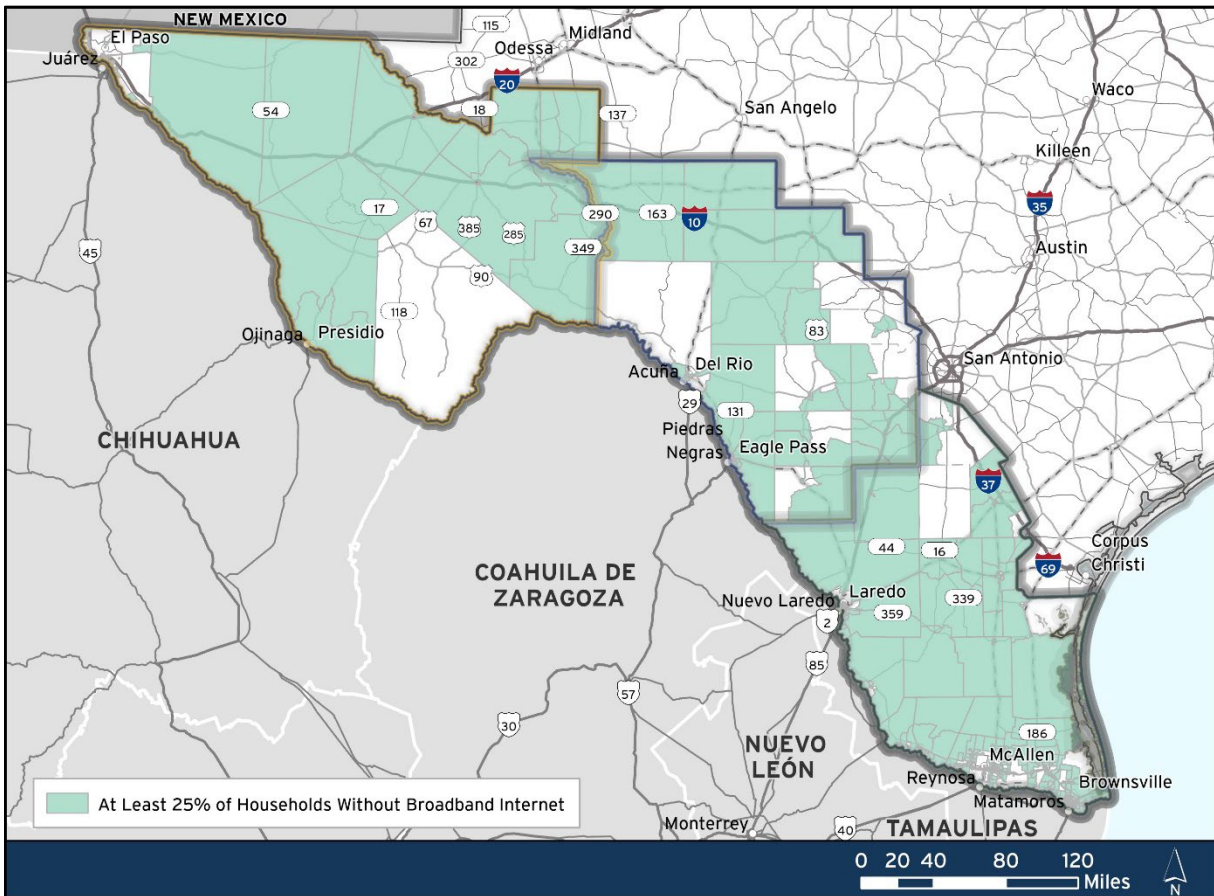 NEW MEXICO
115
El Paso
Midland
Odessa
Juárez
302
20
Waco
54
18
137
San Angelo
Killeen
17
67
290
163
10
35
385
285
45
349
Austin
90
118
Ojinaga
Presidio
83
San Antonio
Acuña
Del Rio
29
131
CHIHUAHUA
Piedras
Negras
Eagle Pass
37
44
16
Corpus
Christi
69
COAHUILA DE
ZARAGOZA
Nuevo Laredo
Laredo
339
359
2
85
57
30
186
NUEVO
LEÓN
McAllen
Reynosa
Brownsville
Matamoros
At Least 25% of Households Without Broadband Internet
Monterrey
40
TAMAULIPAS
0 20 40 80 120
Miles
N